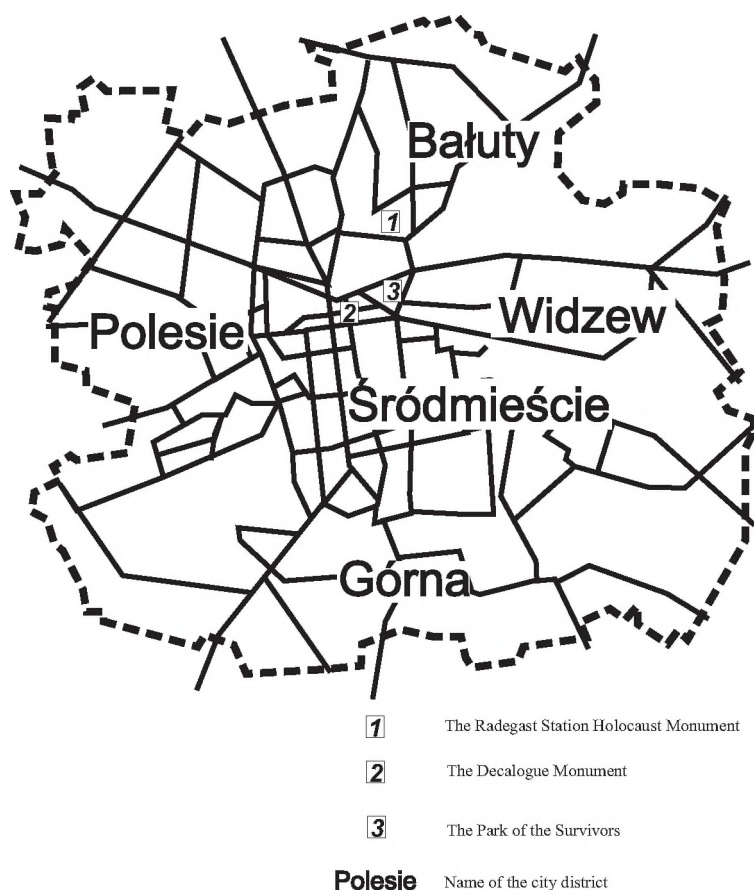 Bałuty
1
3
2
Polesie
Widzew
Śródmieście
Górna
1 The Radegast Station Holocaust Monument
2 The Decalogue Monument
3 The Park of the Survivors
Polesie Name of the city district